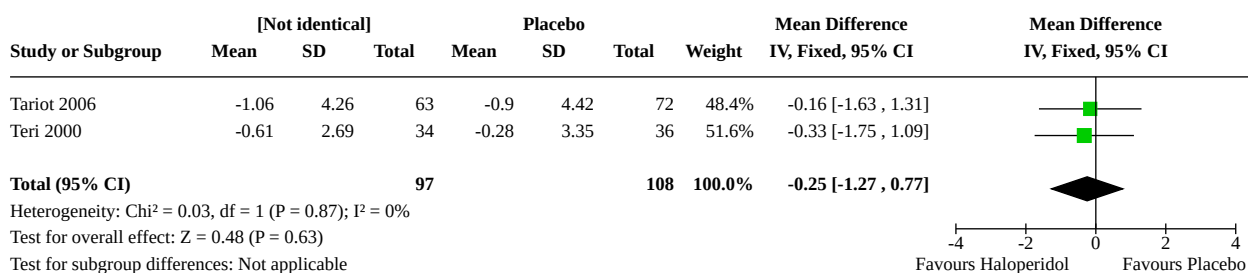 [Not identical] Placebo Mean Difference Mean Difference
Study or Subgroup Mean SD Total Mean SD Total Weight IV, Fixed, 95% CI IV, Fixed, 95% CI
Tariot 2006 -1.06 4.26 63 -0.9 4.42 72 48.4% -0.16 [-1.63 , 1.31]
Teri 2000 -0.61 2.69 34 -0.28 3.35 36 51.6% -0.33 [-1.75 , 1.09]
Total (95% CI) 97 108 100.0% -0.25 [-1.27 , 0.77]
Heterogeneity: Chi² = 0.03, df = 1 (P = 0.87); I² = 0%
Test for overall effect: Z = 0.48 (P = 0.63)
-4 -2 0 2 4
Test for subgroup differences: Not applicable Favours Haloperidol Favours Placebo